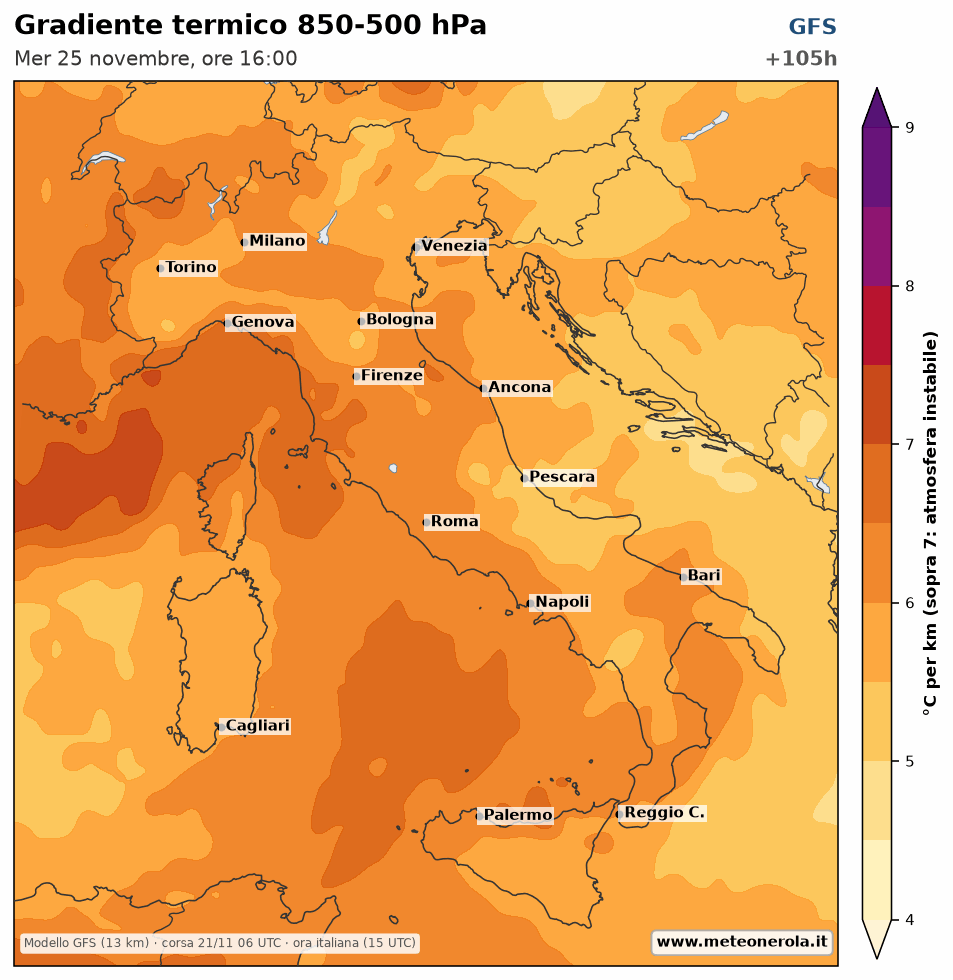 Gradiente termico 850-500 hPa
GFS
Mer 25 novembre, ore 16:00
+105h
Milano
Venezia
Torino
Genova
Bologna
Firenze
Ancona
Pescara
Roma
Bari
Napoli
Cagliari
Palermo
Reggio C.
9
8
7
6
5
4
°C per km (sopra 7: atmosfera instabile)
Modello GFS (13 km) · corsa 21/11 06 UTC · ora italiana (15 UTC)
www.meteonerola.it